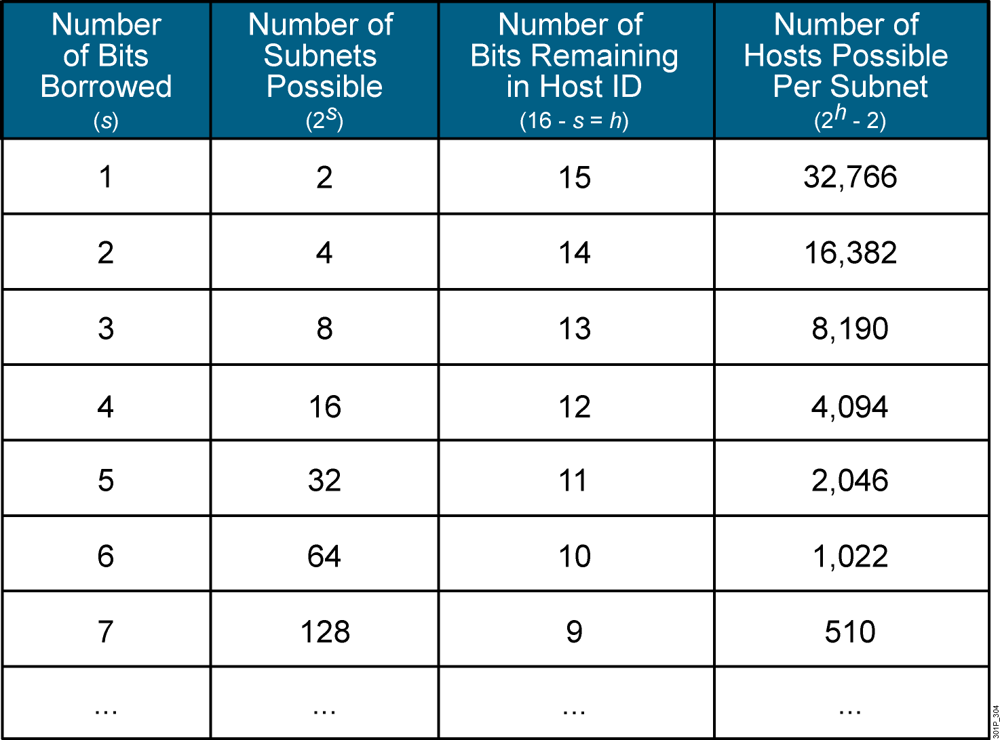 Number of Bits Borrowed (s) | Number of Subnets Possible (2^s) | Number of Bits Remaining in Host ID (16 - s = h) | Number of Hosts Possible Per Subnet (2^h - 2)
1 2 15 32,766
2 4 14 16,382
3 8 13 8,190
4 16 12 4,094
5 32 11 2,046
6 64 10 1,022
7 128 9 510
... ... ... ...
301P_304